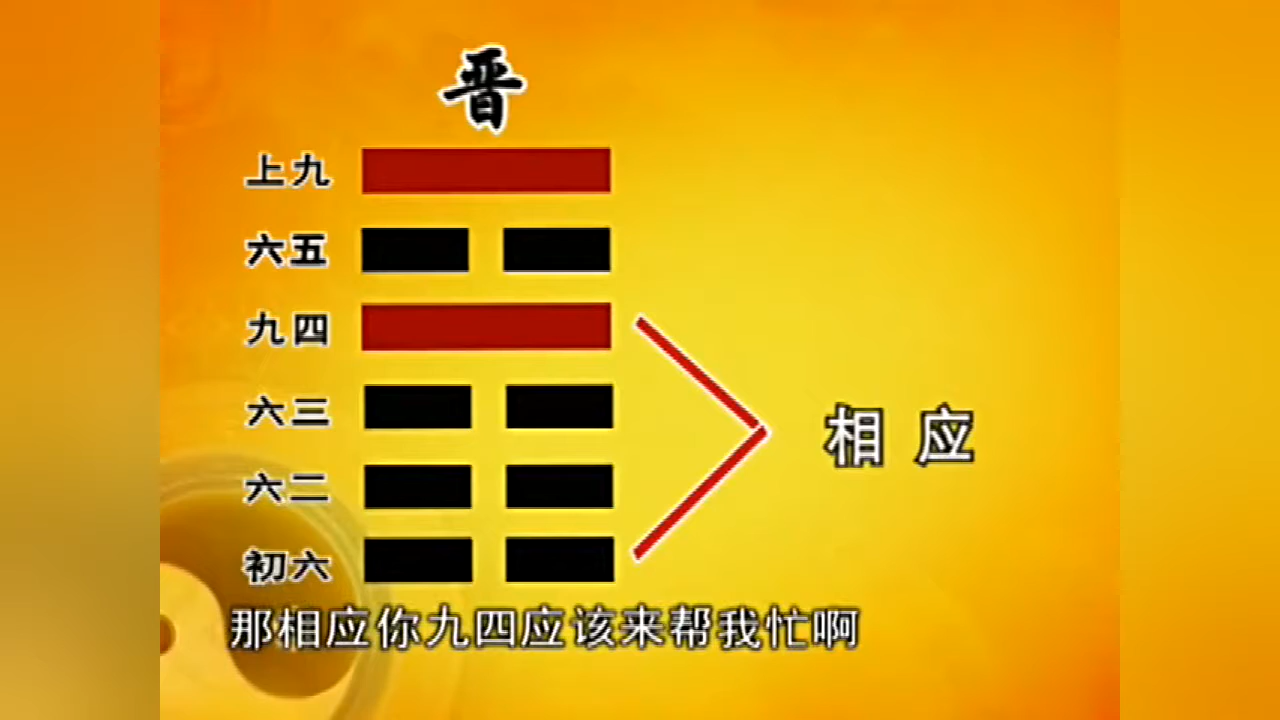 晋
上九
六五
九四
六三
六二
初六
相应
那相应你九四应该来帮我忙啊